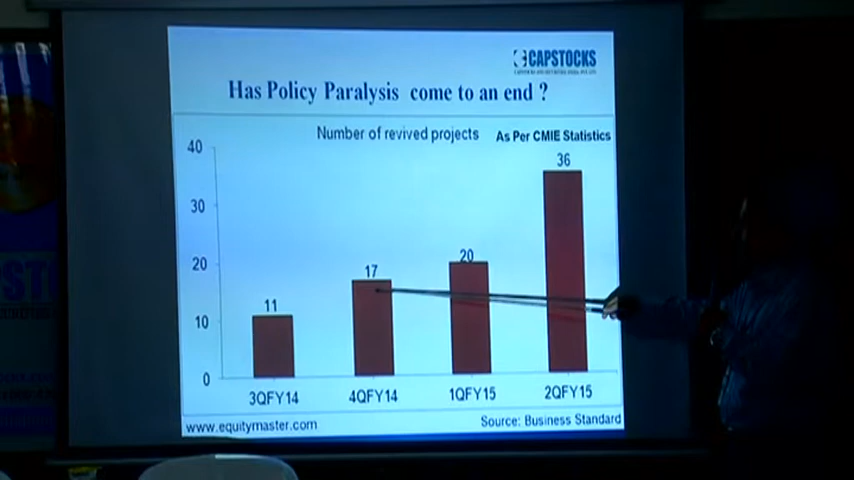 CAPSTOCKS
Has Policy Paralysis come to an end ?
Number of revived projects
As Per CMIE Statistics
40
30
20
10
0
11
17
20
36
3QFY14
4QFY14
1QFY15
2QFY15
www.equitymaster.com
Source: Business Standard